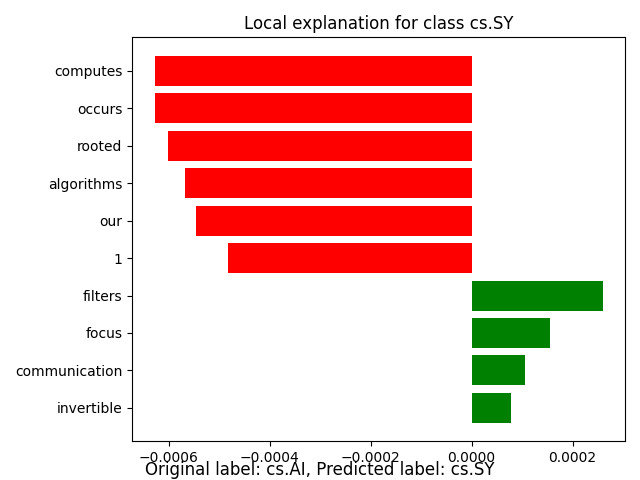 Local explanation for class cs.SY
computes
occurs
rooted
algorithms
our
1
filters
focus
communication
invertible
−0.0006 −0.0004 −0.0002 0.0000 0.0002
Original label: cs.AI, Predicted label: cs.SY